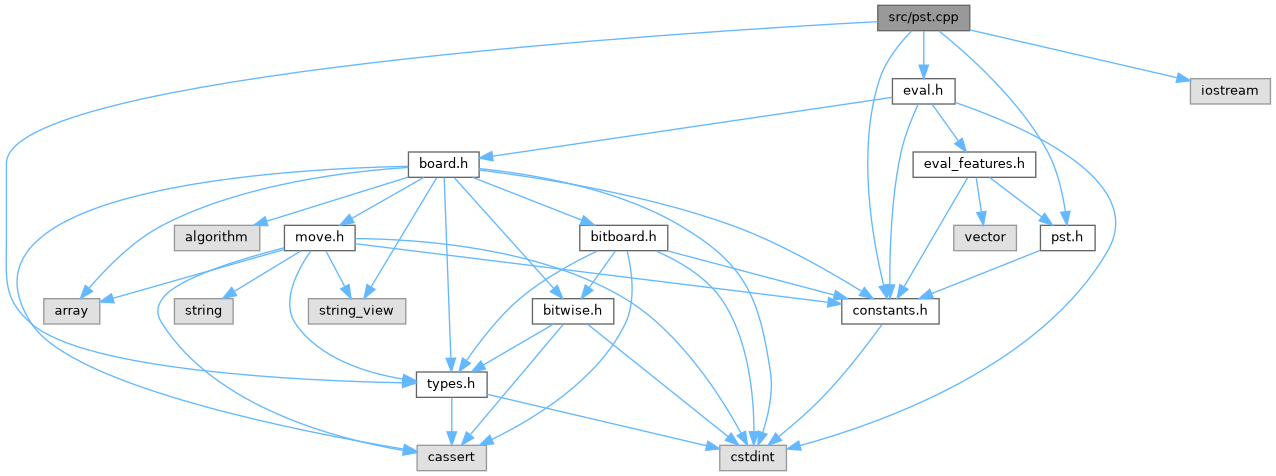 src/pst.cpp
eval.h
iostream
board.h
eval_features.h
algorithm
move.h
bitboard.h
vector
pst.h
array
string
string_view
bitwise.h
constants.h
types.h
cassert
cstdint